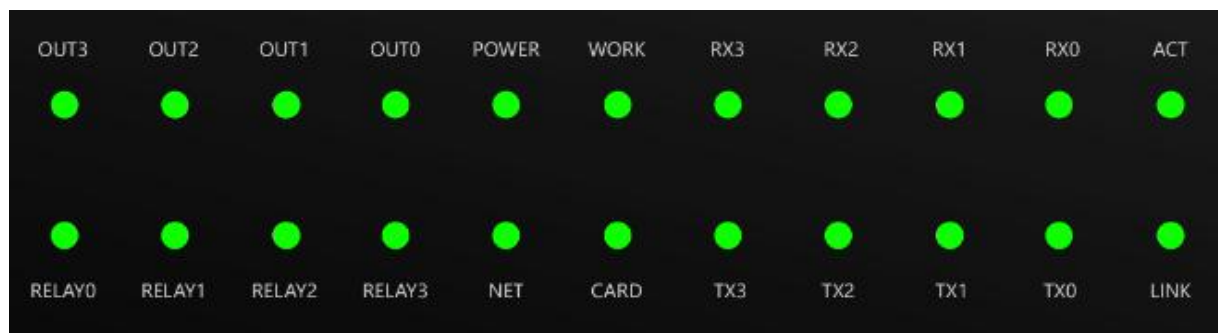 OUT3 OUT2 OUT1 OUT0 POWER WORK RX3 RX2 RX1 RX0 ACT
RELAY0 RELAY1 RELAY2 RELAY3 NET CARD TX3 TX2 TX1 TX0 LINK